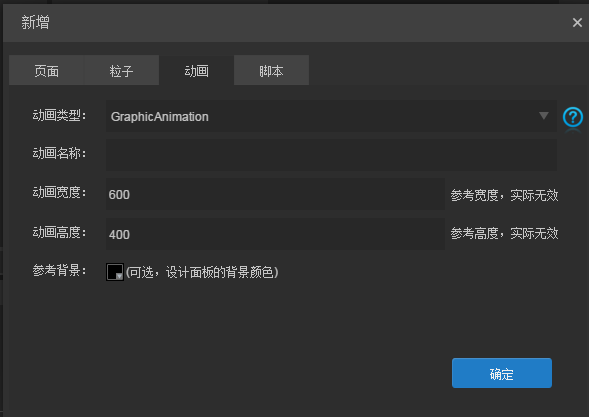 新增
页面 粒子 动画 脚本
动画类型： GraphicAnimation
动画名称：
动画宽度： 600 参考宽度，实际无效
动画高度： 400 参考高度，实际无效
参考背景： (可选，设计面板的背景颜色)
确定